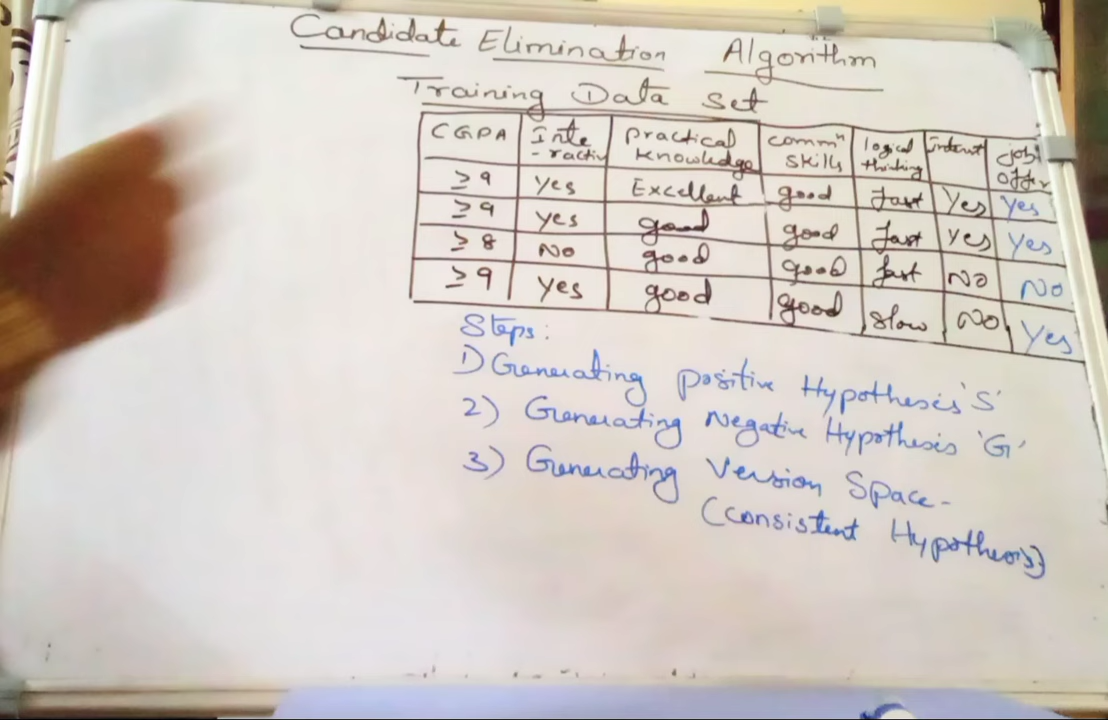 Candidate Elimination Algorithm
Training Data Set
CGPA Inte-ractiv Practical Knowledge commⁿ skills logical thinking Interest Job offer
≥9 Yes Excellent good fast Yes Yes
≥9 Yes good good fast Yes Yes
≥8 No good good fast No No
≥9 Yes good good slow No Yes
Steps:
1) Generating positive Hypothesis 'S'
2) Generating Negative Hypothesis 'G'
3) Generating Version Space-
(consistent Hypothesis)